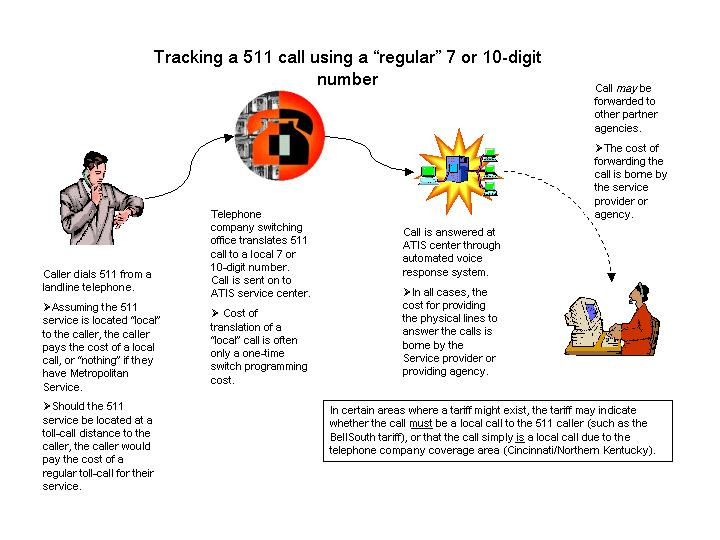 Tracking a 511 call using a “regular” 7 or 10-digit
number
Caller dials 511 from a
landline telephone.
➢Assuming the 511
service is located “local”
to the caller, the caller
pays the cost of a local
call, or “nothing” if they
have Metropolitan
Service.
➢Should the 511
service be located at a
toll-call distance to the
caller, the caller would
pay the cost of a
regular toll-call for their
service.
Telephone
company switching
office translates 511
call to a local 7 or
10-digit number.
Call is sent on to
ATIS service center.
➢ Cost of
translation of a
“local” call is often
only a one-time
switch programming
cost.
Call is answered at
ATIS center through
automated voice
response system.
➢In all cases, the
cost for providing
the physical lines to
answer the calls is
borne by the
Service provider or
providing agency.
Call may be
forwarded to
other partner
agencies.
➢The cost of
forwarding the
call is borne by
the service
provider or
agency.
In certain areas where a tariff might exist, the tariff may indicate
whether the call must be a local call to the 511 caller (such as the
BellSouth tariff), or that the call simply is a local call due to the
telephone company coverage area (Cincinnati/Northern Kentucky).